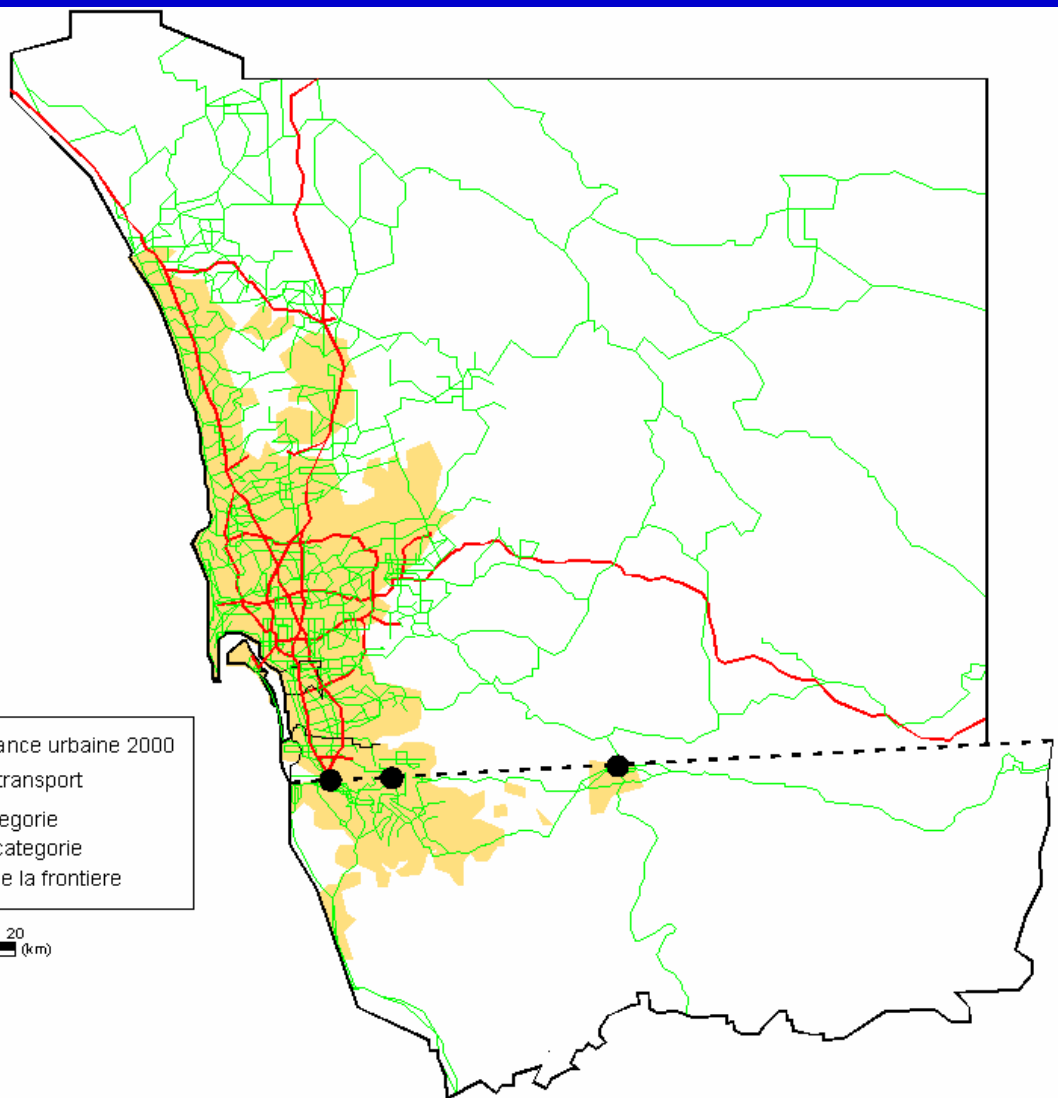 ance urbaine 2000
transport
egorie
categorie
e la frontiere
20
(km)